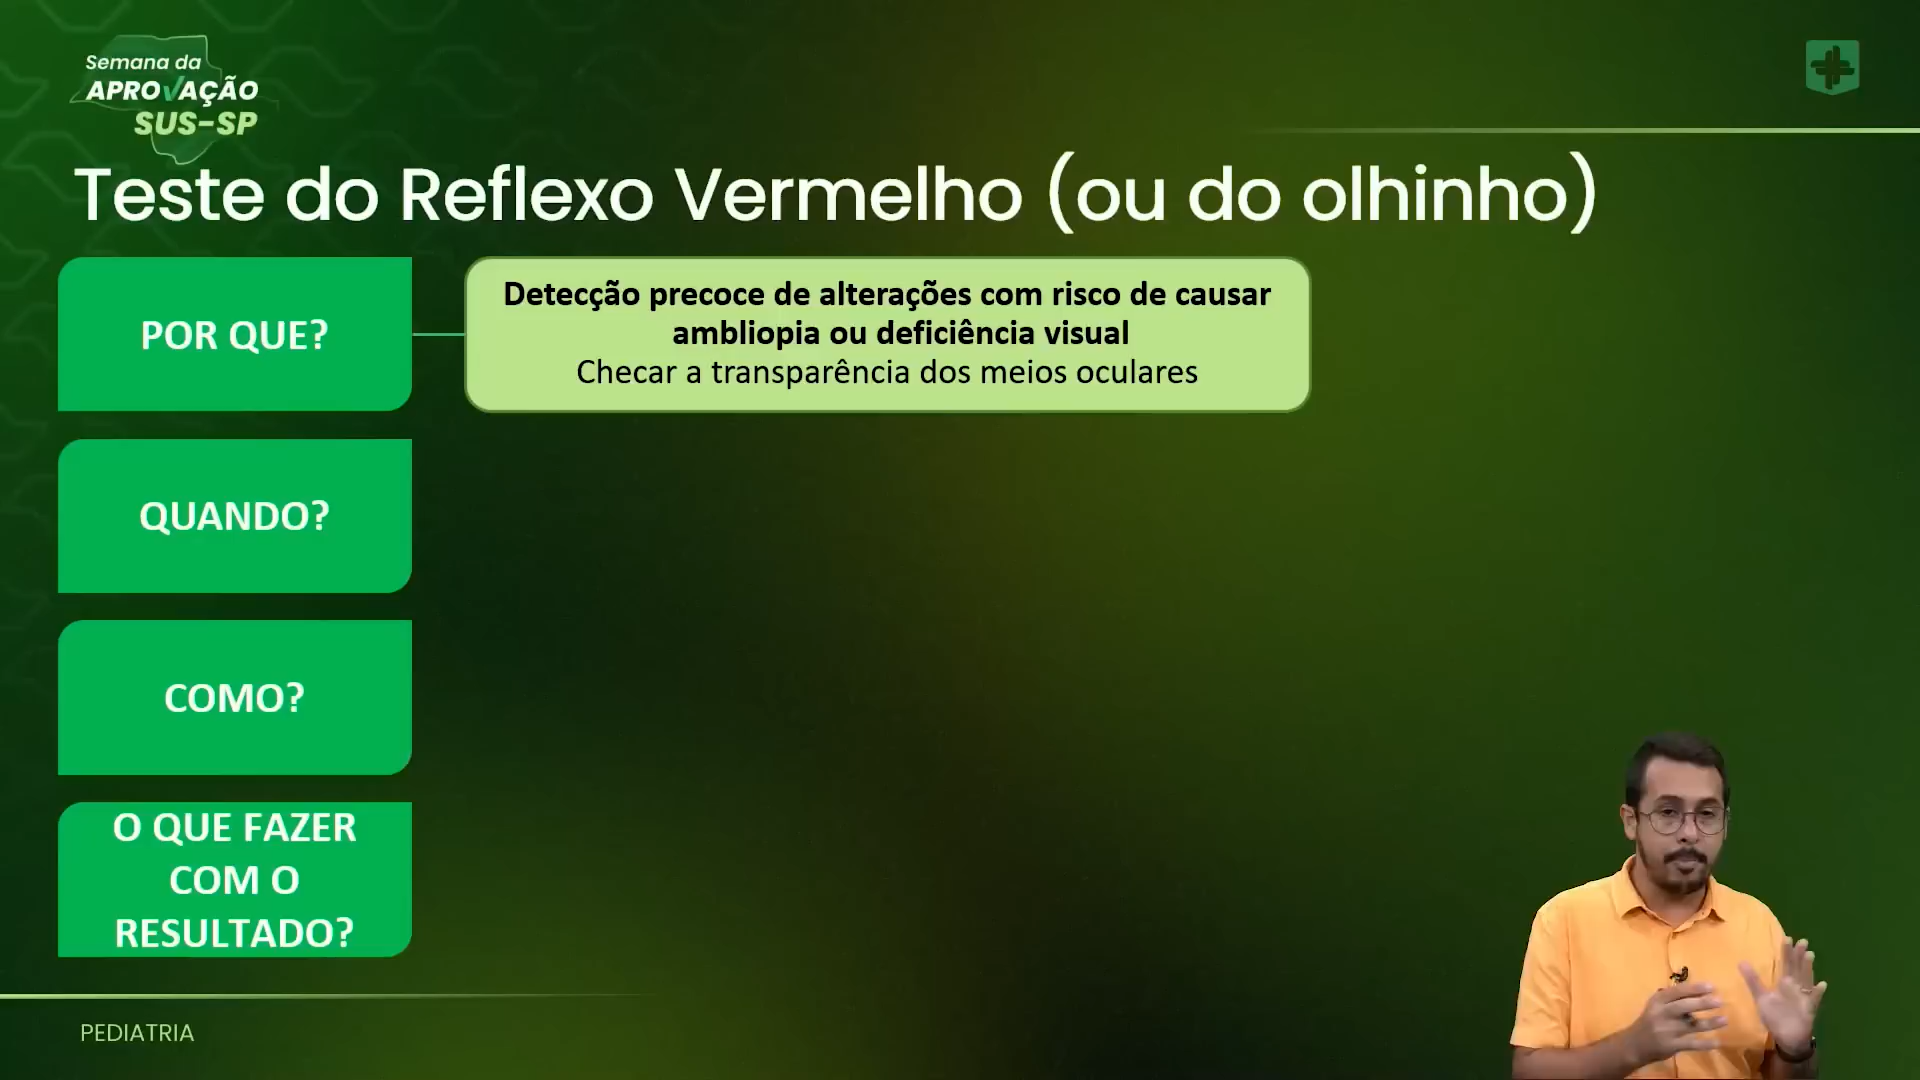 Semana da
APROVAÇÃO
SUS-SP
Teste do Reflexo Vermelho (ou do olhinho)
POR QUE?
Detecção precoce de alterações com risco de causar
ambliopia ou deficiência visual
Checar a transparência dos meios oculares
QUANDO?
COMO?
O QUE FAZER
COM O
RESULTADO?
PEDIATRIA